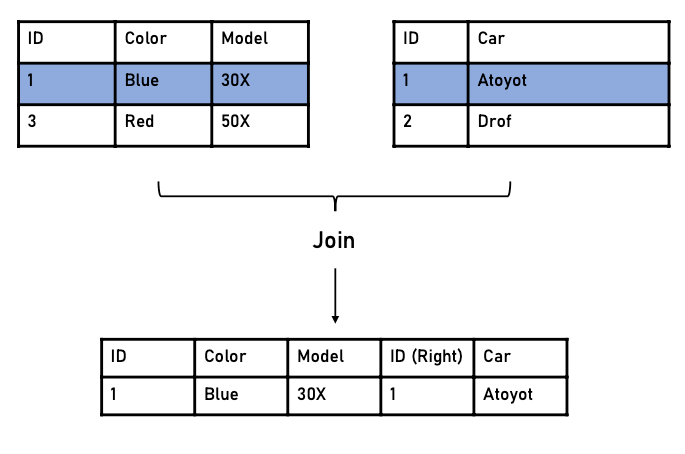 ID Color Model
1 Blue 30X
3 Red 50X
ID Car
1 Atoyot
2 Drof
Join
ID Color Model ID (Right) Car
1 Blue 30X 1 Atoyot